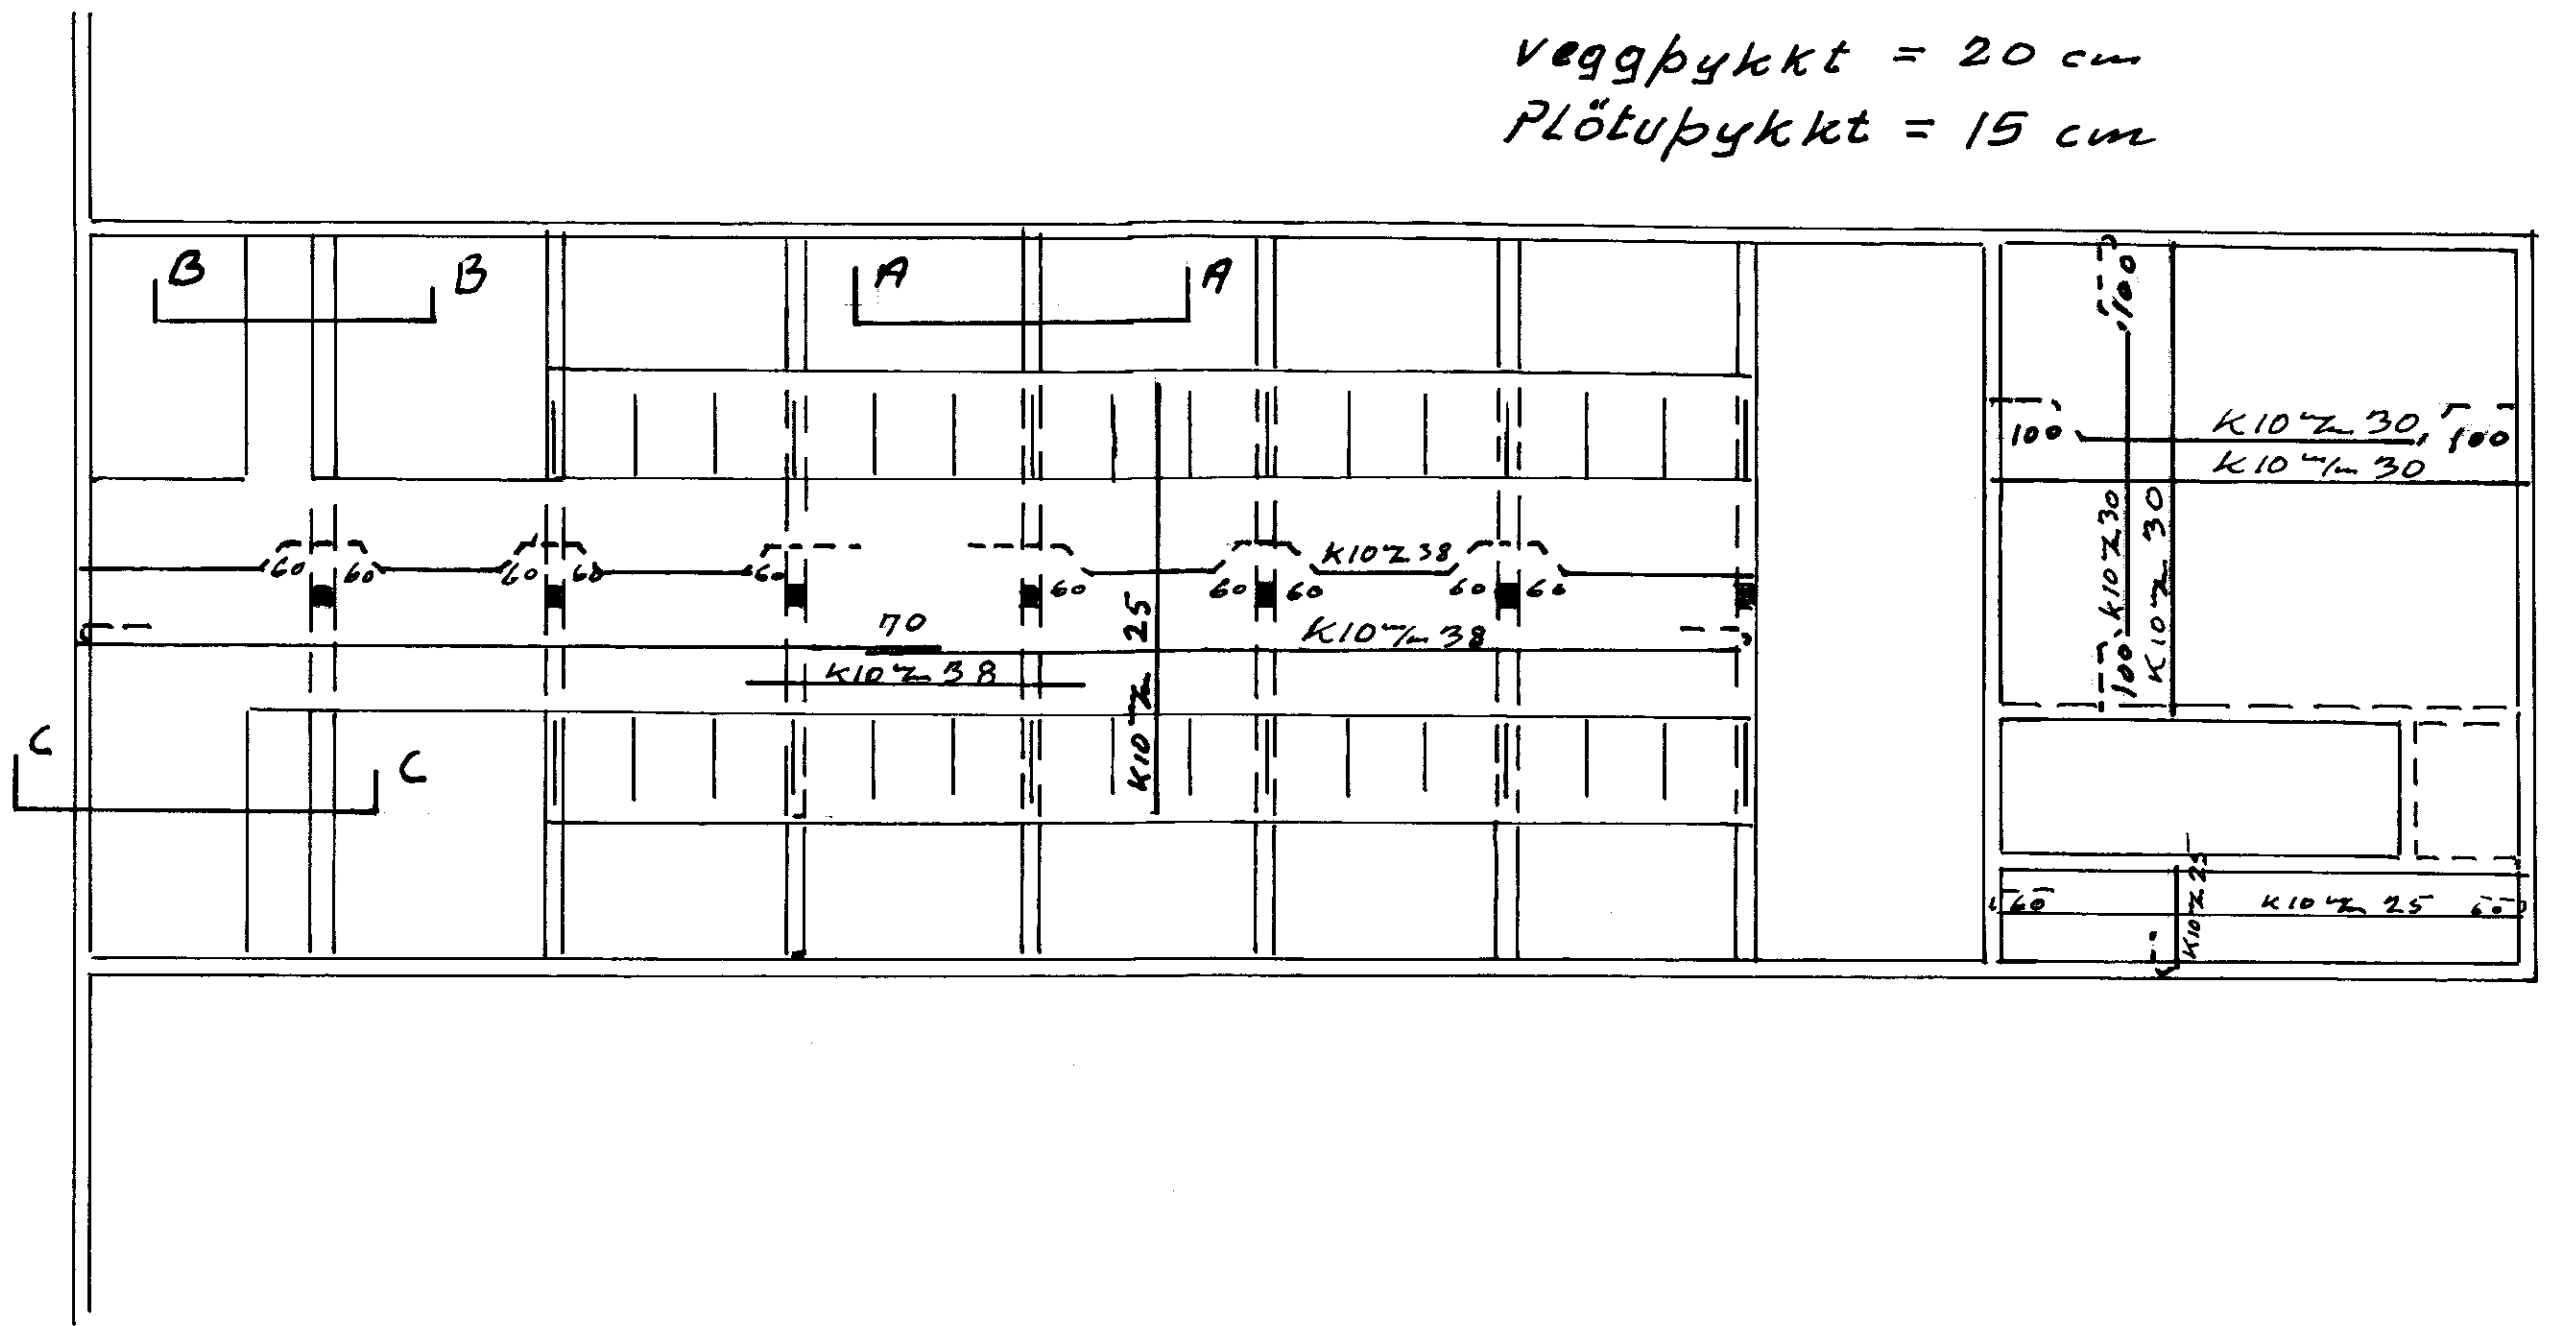 veggþykkt = 20 cm
Plötuþykkt = 15 cm
B B A A
100
K10 m/m 30
100 100
K10 m/m 30
K10 m/m 30
K10 m/m 30
100
60 60 60 60 60 60 60 60 60 60
K10 m/m 38
70
K10 m/m 38
K10 m/m 38
K10 m/m 25
C C
K10 m/m 25
60 K10 m/m 25 60